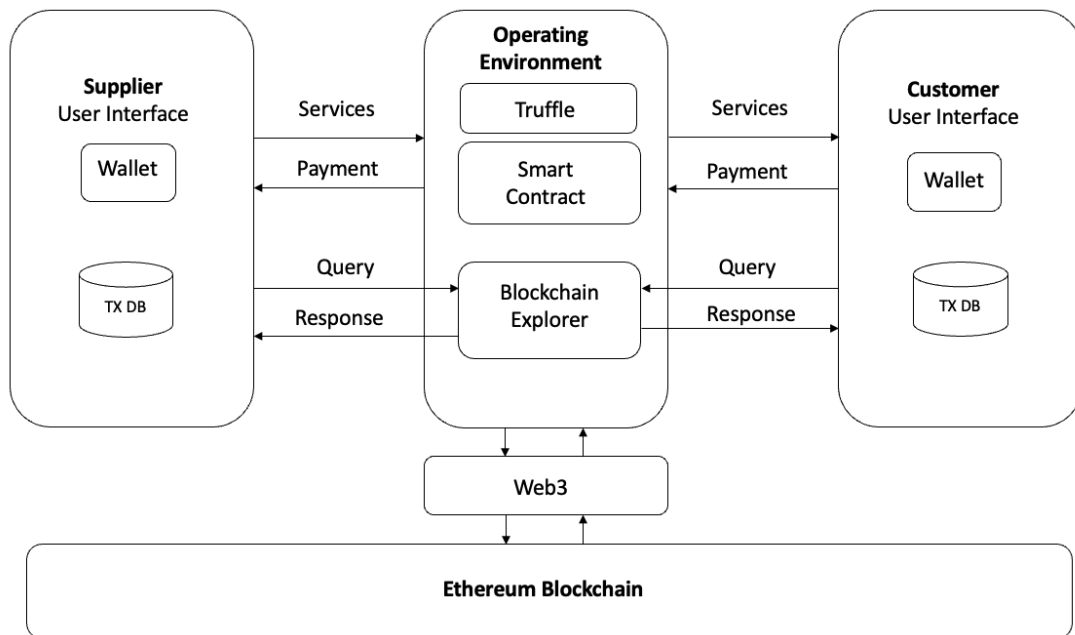 Supplier
User Interface
Wallet
TX DB
Services
Payment
Query
Response
Operating
Environment
Truffle
Smart
Contract
Blockchain
Explorer
Services
Payment
Query
Response
Customer
User Interface
Wallet
TX DB
Web3
Ethereum Blockchain